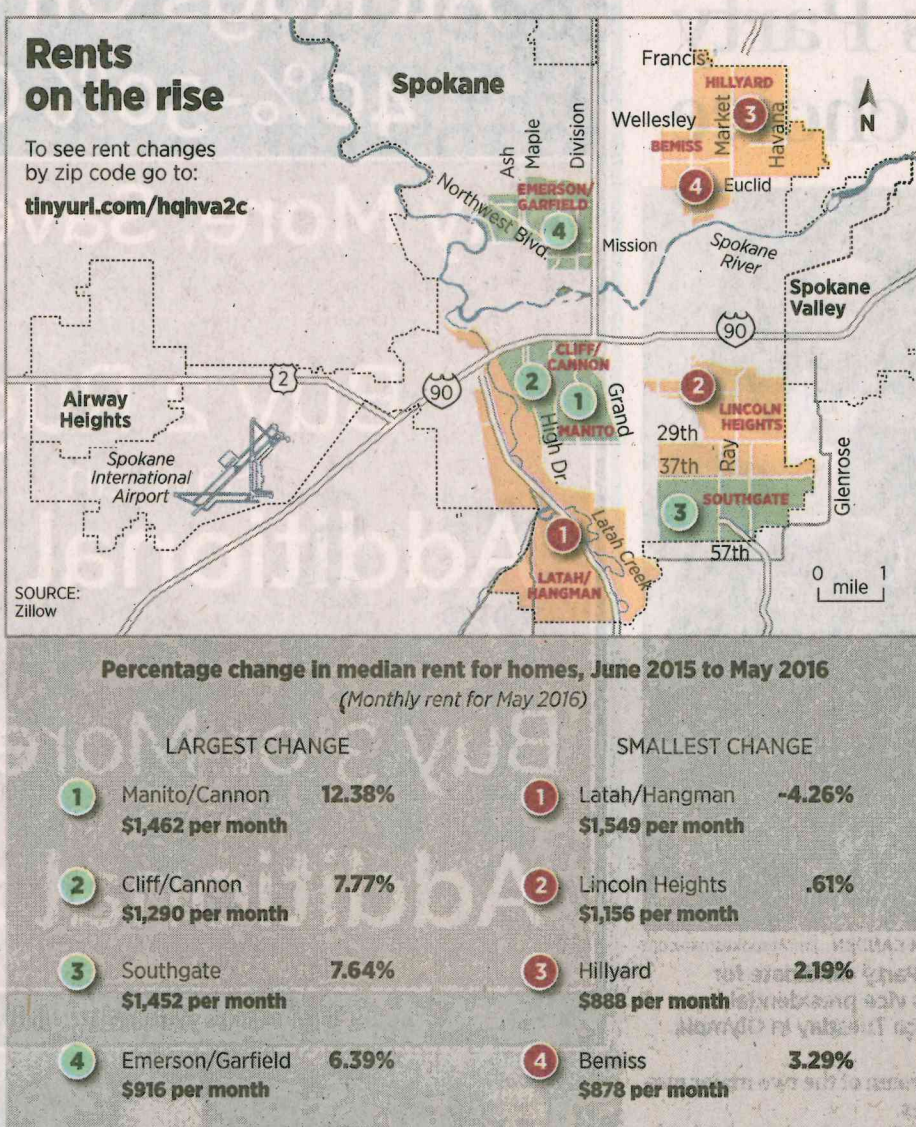 Rents
on the rise
To see rent changes
by zip code go to:
tinyurl.com/hqhva2c
Spokane
Francis
HILLYARD
3
N
Wellesley
Market
Havana
BEMISS
4
Euclid
Ash
Maple
Division
Northwest Blvd.
EMERSON/
GARFIELD
4
Mission
Spokane
River
Spokane
Valley
90
2
90
Airway
Heights
Spokane
International
Airport
CLIFF/
CANNON
2
1
MANITO
Grand
High Dr.
2
LINCOLN
HEIGHTS
29th
37th
Ray
Glenrose
SOUTHGATE
3
57th
1
Latah Creek
LATAH/
HANGMAN
0 1
mile
SOURCE:
Zillow
Percentage change in median rent for homes, June 2015 to May 2016
(Monthly rent for May 2016)
LARGEST CHANGE
1 Manito/Cannon 12.38%
$1,462 per month
2 Cliff/Cannon 7.77%
$1,290 per month
3 Southgate 7.64%
$1,452 per month
4 Emerson/Garfield 6.39%
$916 per month
SMALLEST CHANGE
1 Latah/Hangman -4.26%
$1,549 per month
2 Lincoln Heights .61%
$1,156 per month
3 Hillyard 2.19%
$888 per month
4 Bemiss 3.29%
$878 per month